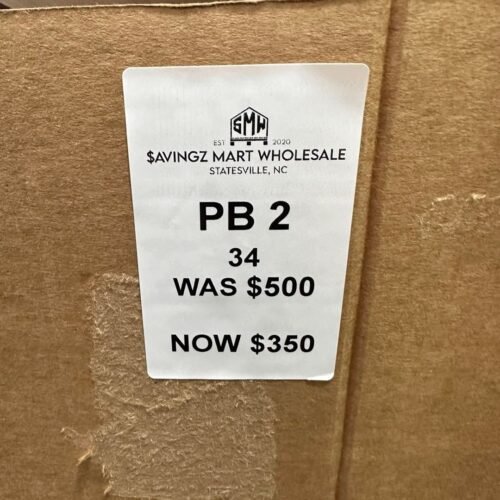 SMW
EST. 2020
$AVINGZ MART WHOLESALE
STATESVILLE, NC
PB 2
34
WAS $500
NOW $350